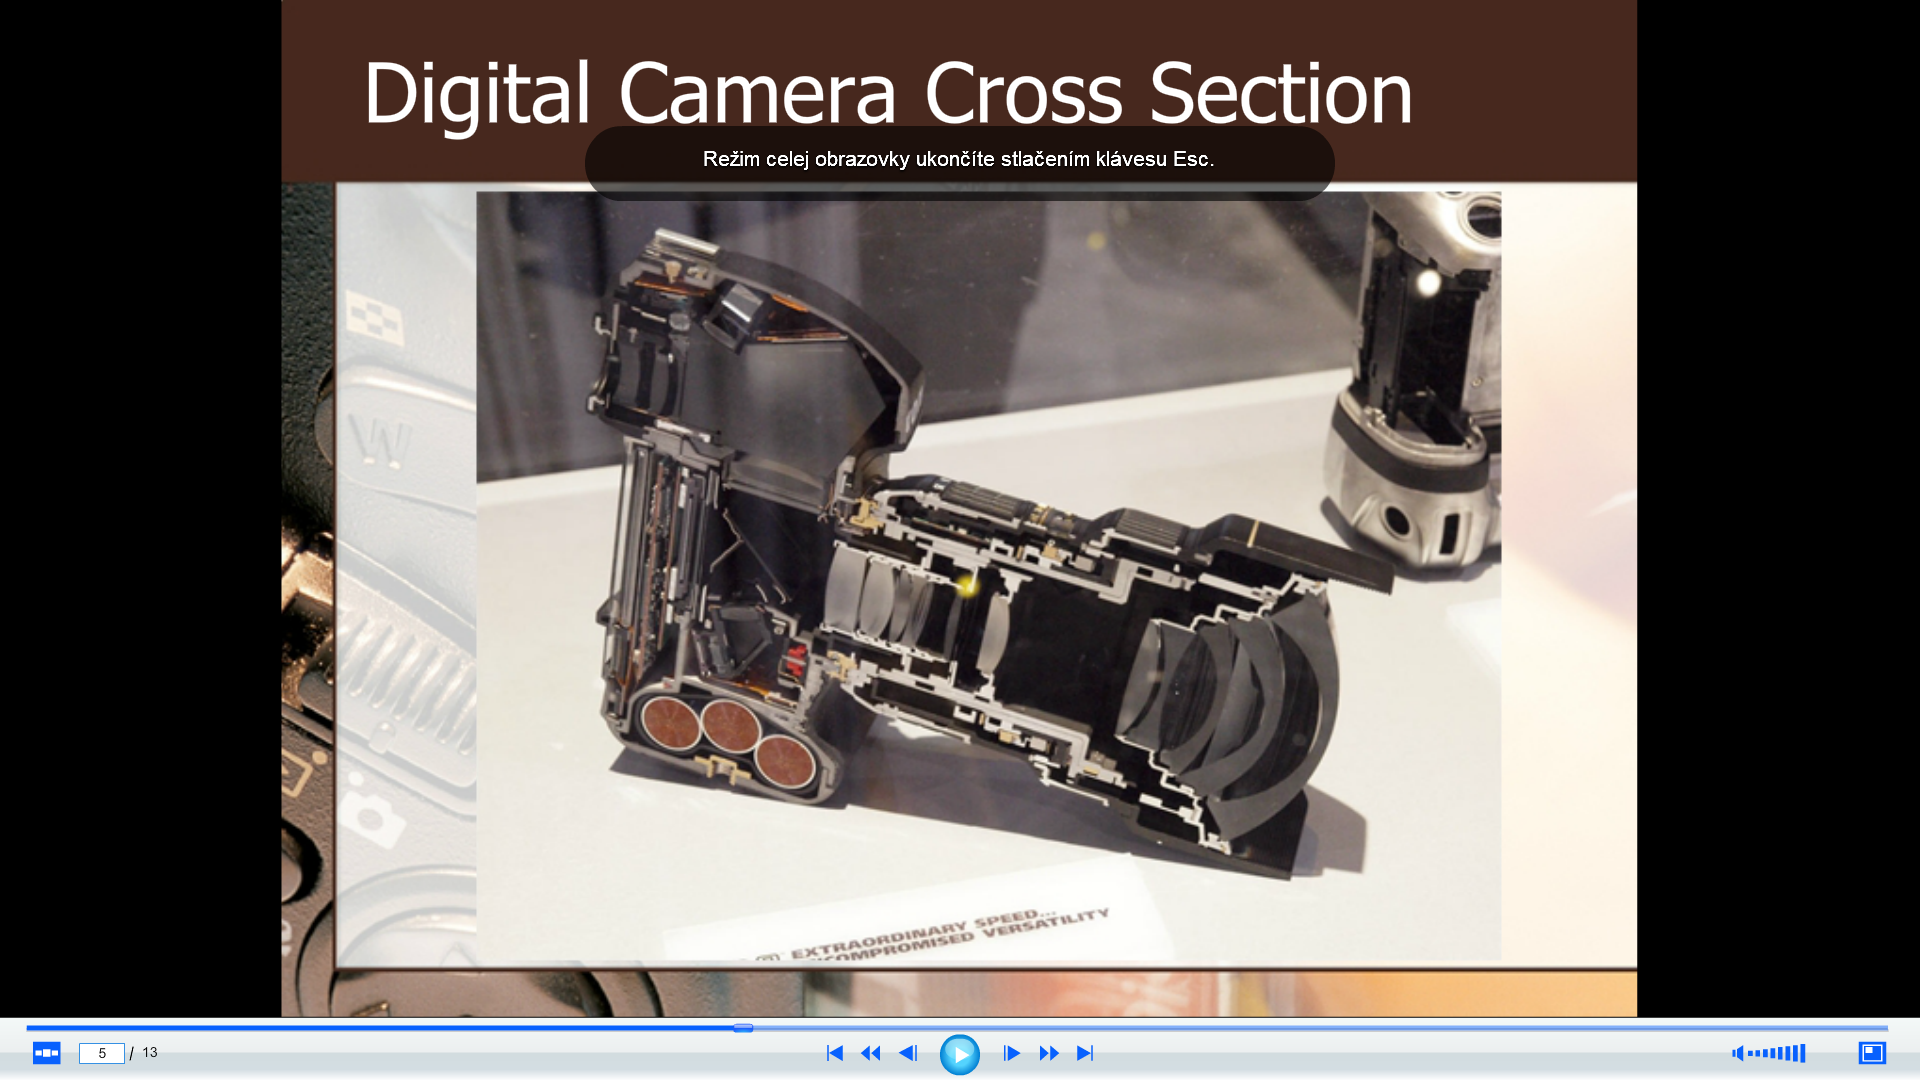 Digital Camera Cross Section
Režim celej obrazovky ukončíte stlačením klávesu Esc.
W
EXTRAORDINARY SPEED...
VERSATILITY
5 / 13